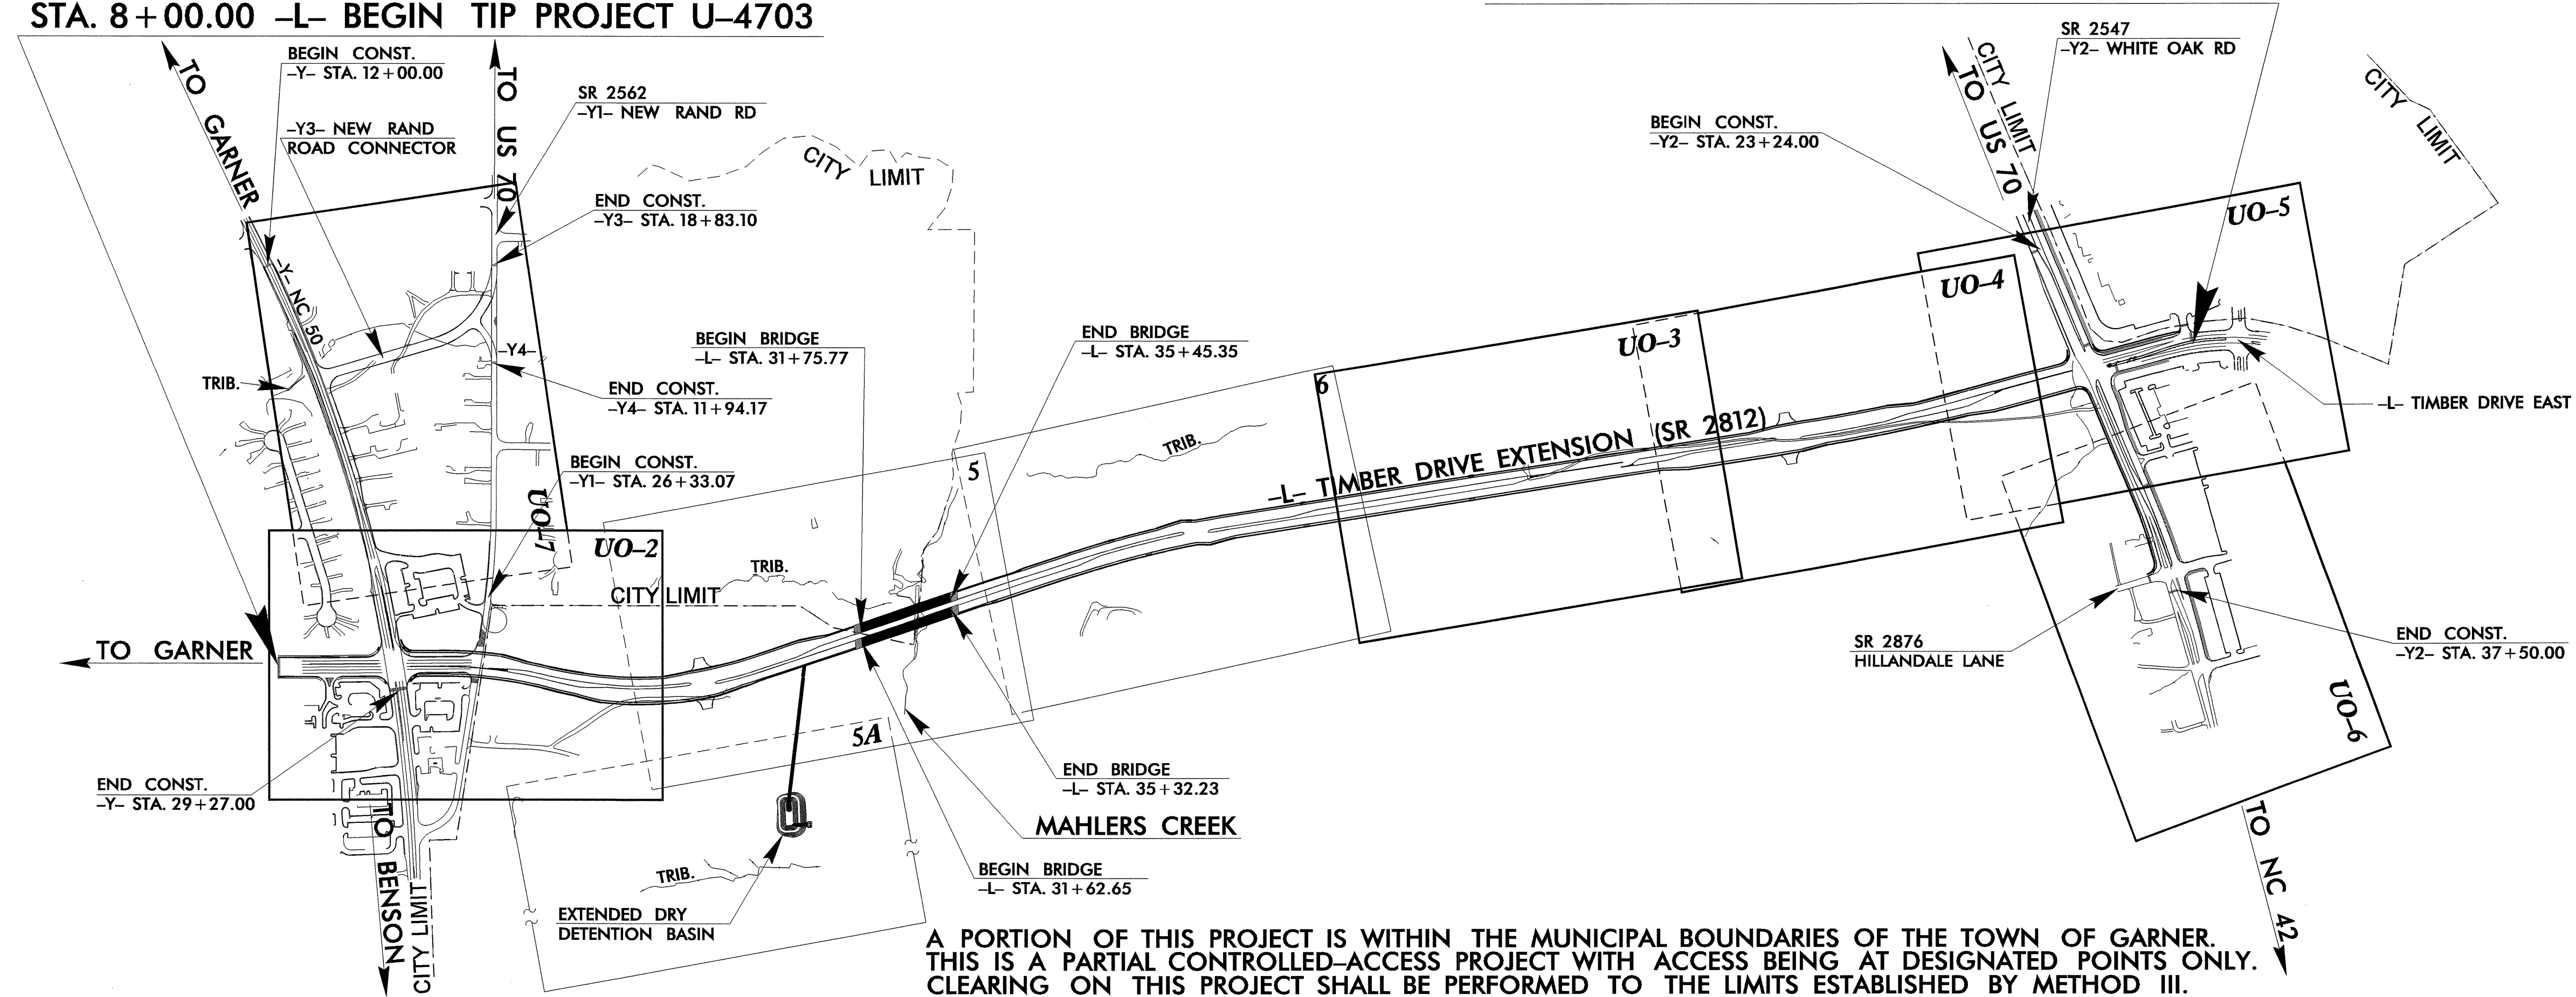 STA. 8+00.00 –L– BEGIN TIP PROJECT U–4703
TO GARNER
BEGIN CONST.
–Y– STA. 12+00.00
–Y3– NEW RAND
ROAD CONNECTOR
TO US 70
SR 2562
–Y1– NEW RAND RD
END CONST.
–Y3– STA. 18+83.10
CITY LIMIT
–Y– NC 50
TRIB.
–Y4–
END CONST.
–Y4– STA. 11+94.17
BEGIN CONST.
–Y1– STA. 26+33.07
UO–7
UO–2
BEGIN BRIDGE
–L– STA. 31+75.77
END BRIDGE
–L– STA. 35+45.35
5
6
TRIB.
TRIB.
CITY LIMIT
TO GARNER
END CONST.
–Y– STA. 29+27.00
TO BENSON
CITY LIMIT
5A
TRIB.
EXTENDED DRY
DETENTION BASIN
END BRIDGE
–L– STA. 35+32.23
MAHLERS CREEK
BEGIN BRIDGE
–L– STA. 31+62.65
–L– TIMBER DRIVE EXTENSION (SR 2812)
UO–3
UO–4
UO–5
BEGIN CONST.
–Y2– STA. 23+24.00
TO US 70
CITY LIMIT
SR 2547
–Y2– WHITE OAK RD
CITY LIMIT
–L– TIMBER DRIVE EAST
SR 2876
HILLANDALE LANE
END CONST.
–Y2– STA. 37+50.00
UO–6
TO NC 42
A PORTION OF THIS PROJECT IS WITHIN THE MUNICIPAL BOUNDARIES OF THE TOWN OF GARNER.
THIS IS A PARTIAL CONTROLLED–ACCESS PROJECT WITH ACCESS BEING AT DESIGNATED POINTS ONLY.
CLEARING ON THIS PROJECT SHALL BE PERFORMED TO THE LIMITS ESTABLISHED BY METHOD III.